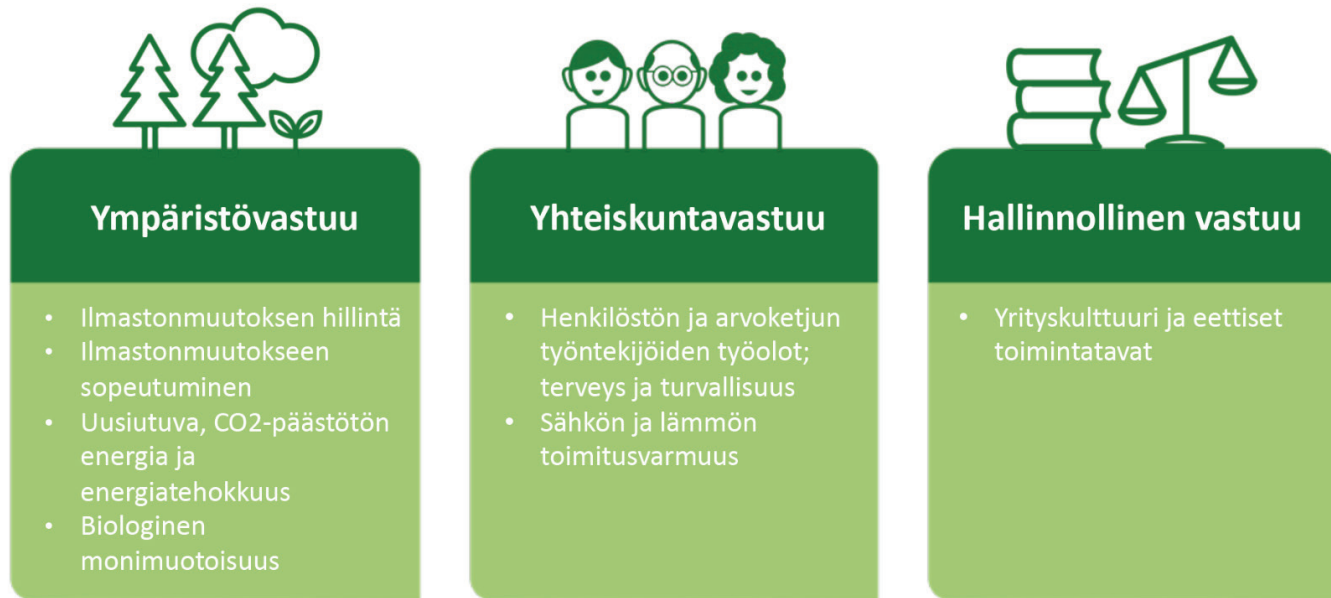 Ympäristövastuu
• Ilmastonmuutoksen hillintä
• Ilmastonmuutokseen
sopeutuminen
• Uusiutuva, CO2-päästötön
energia ja
energiatehokkuus
• Biologinen
monimuotoisuus
Yhteiskuntavastuu
• Henkilöstön ja arvoketjun
työntekijöiden työolot;
terveys ja turvallisuus
• Sähkön ja lämmön
toimitusvarmuus
Hallinnollinen vastuu
• Yrityskulttuuri ja eettiset
toimintatavat